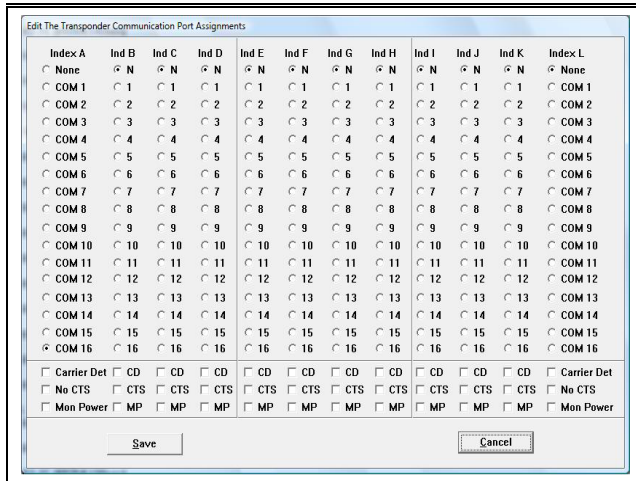 Edit The Transponder Communication Port Assignments
Index A Ind B Ind C Ind D Ind E Ind F Ind G Ind H Ind I Ind J Ind K Index L
None N N N N N N N N N N None
COM 1 1 1 1 1 1 1 1 1 1 1 COM 1
COM 2 2 2 2 2 2 2 2 2 2 2 COM 2
COM 3 3 3 3 3 3 3 3 3 3 3 COM 3
COM 4 4 4 4 4 4 4 4 4 4 4 COM 4
COM 5 5 5 5 5 5 5 5 5 5 5 COM 5
COM 6 6 6 6 6 6 6 6 6 6 6 COM 6
COM 7 7 7 7 7 7 7 7 7 7 7 COM 7
COM 8 8 8 8 8 8 8 8 8 8 8 COM 8
COM 9 9 9 9 9 9 9 9 9 9 9 COM 9
COM 10 10 10 10 10 10 10 10 10 10 10 COM 10
COM 11 11 11 11 11 11 11 11 11 11 11 COM 11
COM 12 12 12 12 12 12 12 12 12 12 12 COM 12
COM 13 13 13 13 13 13 13 13 13 13 13 COM 13
COM 14 14 14 14 14 14 14 14 14 14 14 COM 14
COM 15 15 15 15 15 15 15 15 15 15 15 COM 15
COM 16 16 16 16 16 16 16 16 16 16 16 COM 16
Carrier Det CD CD CD CD CD CD CD CD CD CD Carrier Det
No CTS CTS CTS CTS CTS CTS CTS CTS CTS CTS CTS No CTS
Mon Power MP MP MP MP MP MP MP MP MP MP Mon Power
Save Cancel